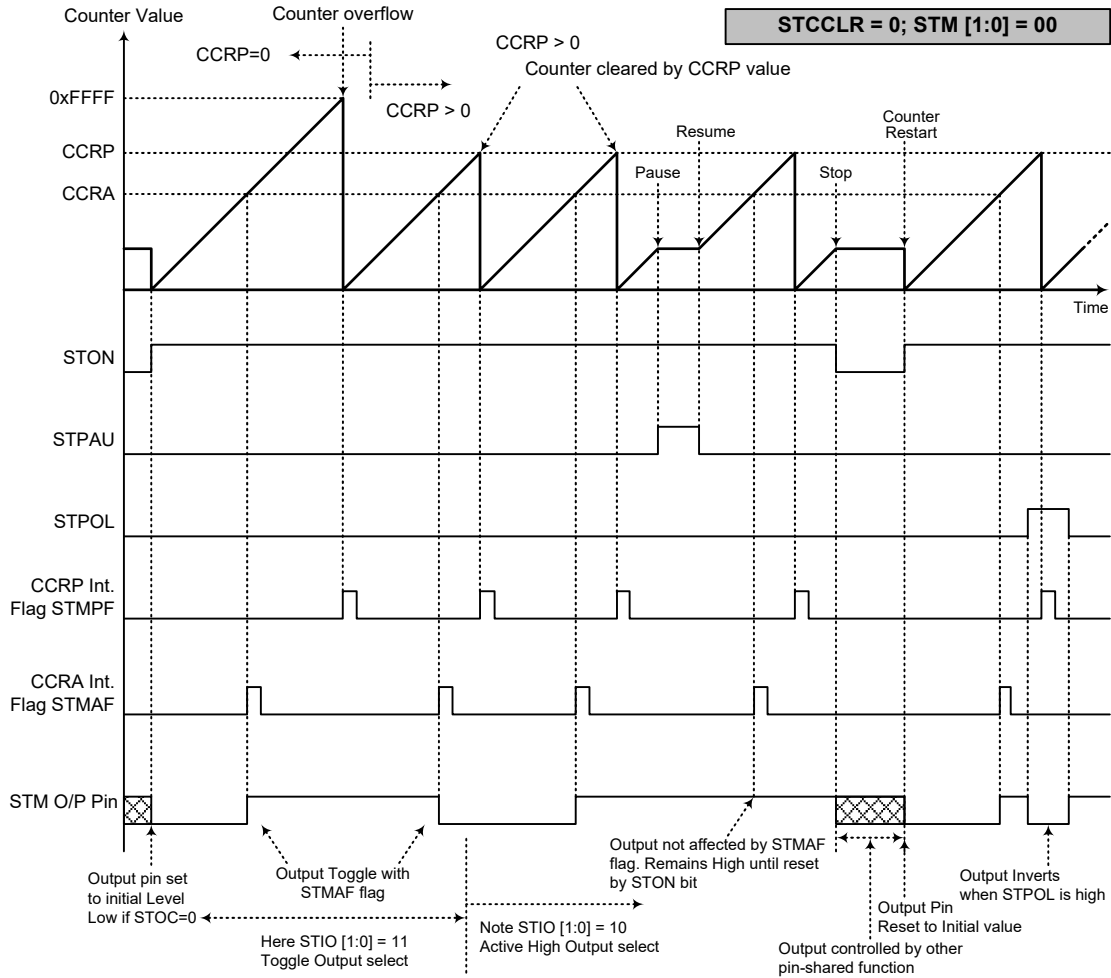 Counter Value
Counter overflow
STCCLR = 0; STM [1:0] = 00
CCRP=0
CCRP > 0
CCRP > 0
Counter cleared by CCRP value
0xFFFF
CCRP
CCRA
Pause
Resume
Stop
Counter
Restart
Time
STON
STPAU
STPOL
CCRP Int.
Flag STMPF
CCRA Int.
Flag STMAF
STM O/P Pin
Output pin set
to initial Level
Low if STOC=0
Output Toggle with
STMAF flag
Here STIO [1:0] = 11
Toggle Output select
Note STIO [1:0] = 10
Active High Output select
Output not affected by STMAF
flag. Remains High until reset
by STON bit
Output controlled by other
pin-shared function
Output Pin
Reset to Initial value
Output Inverts
when STPOL is high